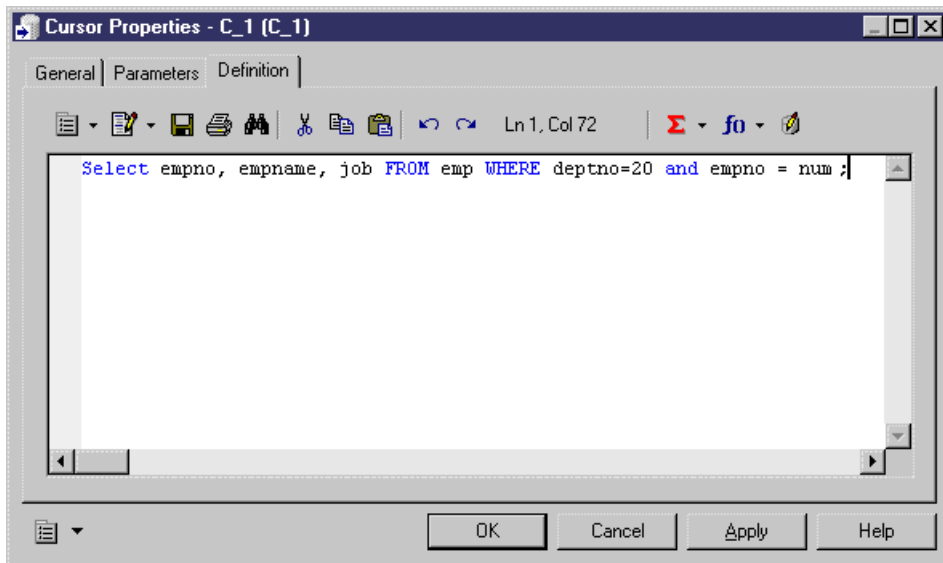 Cursor Properties - C_1 (C_1)
General Parameters Definition
Ln 1, Col 72 Σ f()
Select empno, empname, job FROM emp WHERE deptno=20 and empno = num ;
OK Cancel Apply Help